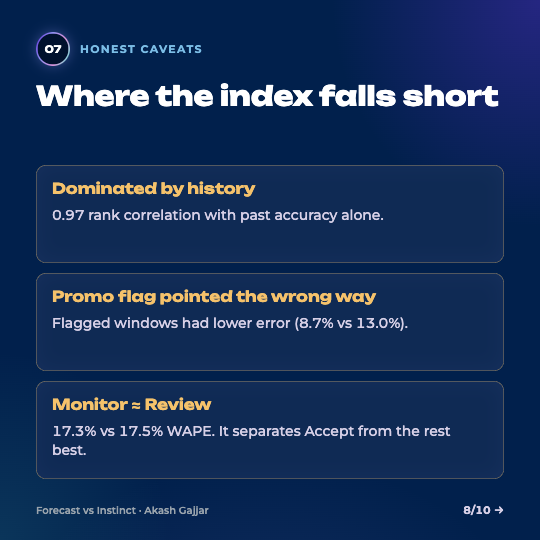 07 HONEST CAVEATS
Where the index falls short
Dominated by history
0.97 rank correlation with past accuracy alone.
Promo flag pointed the wrong way
Flagged windows had lower error (8.7% vs 13.0%).
Monitor ≈ Review
17.3% vs 17.5% WAPE. It separates Accept from the rest
best.
Forecast vs Instinct · Akash Gajjar
8/10 →